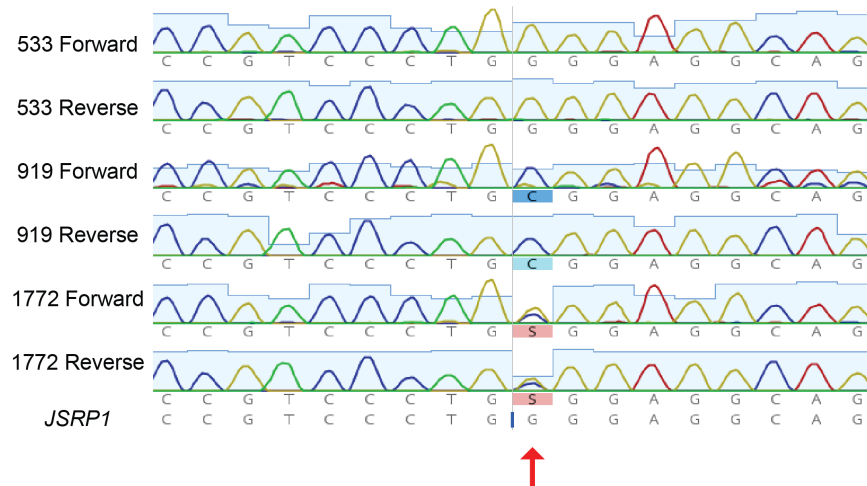 533 Forward
C C G T C C C T G G G G A G G C A G
533 Reverse
C C G T C C C T G G G G A G G C A G
919 Forward
C C G T C C C T G C G G A G G C A G
919 Reverse
C C G T C C C T G C G G A G G C A G
1772 Forward
C C G T C C C T G S G G A G G C A G
1772 Reverse
C C G T C C C T G S G G A G G C A G
JSRP1 C C G T C C C T G G G G A G G C A G